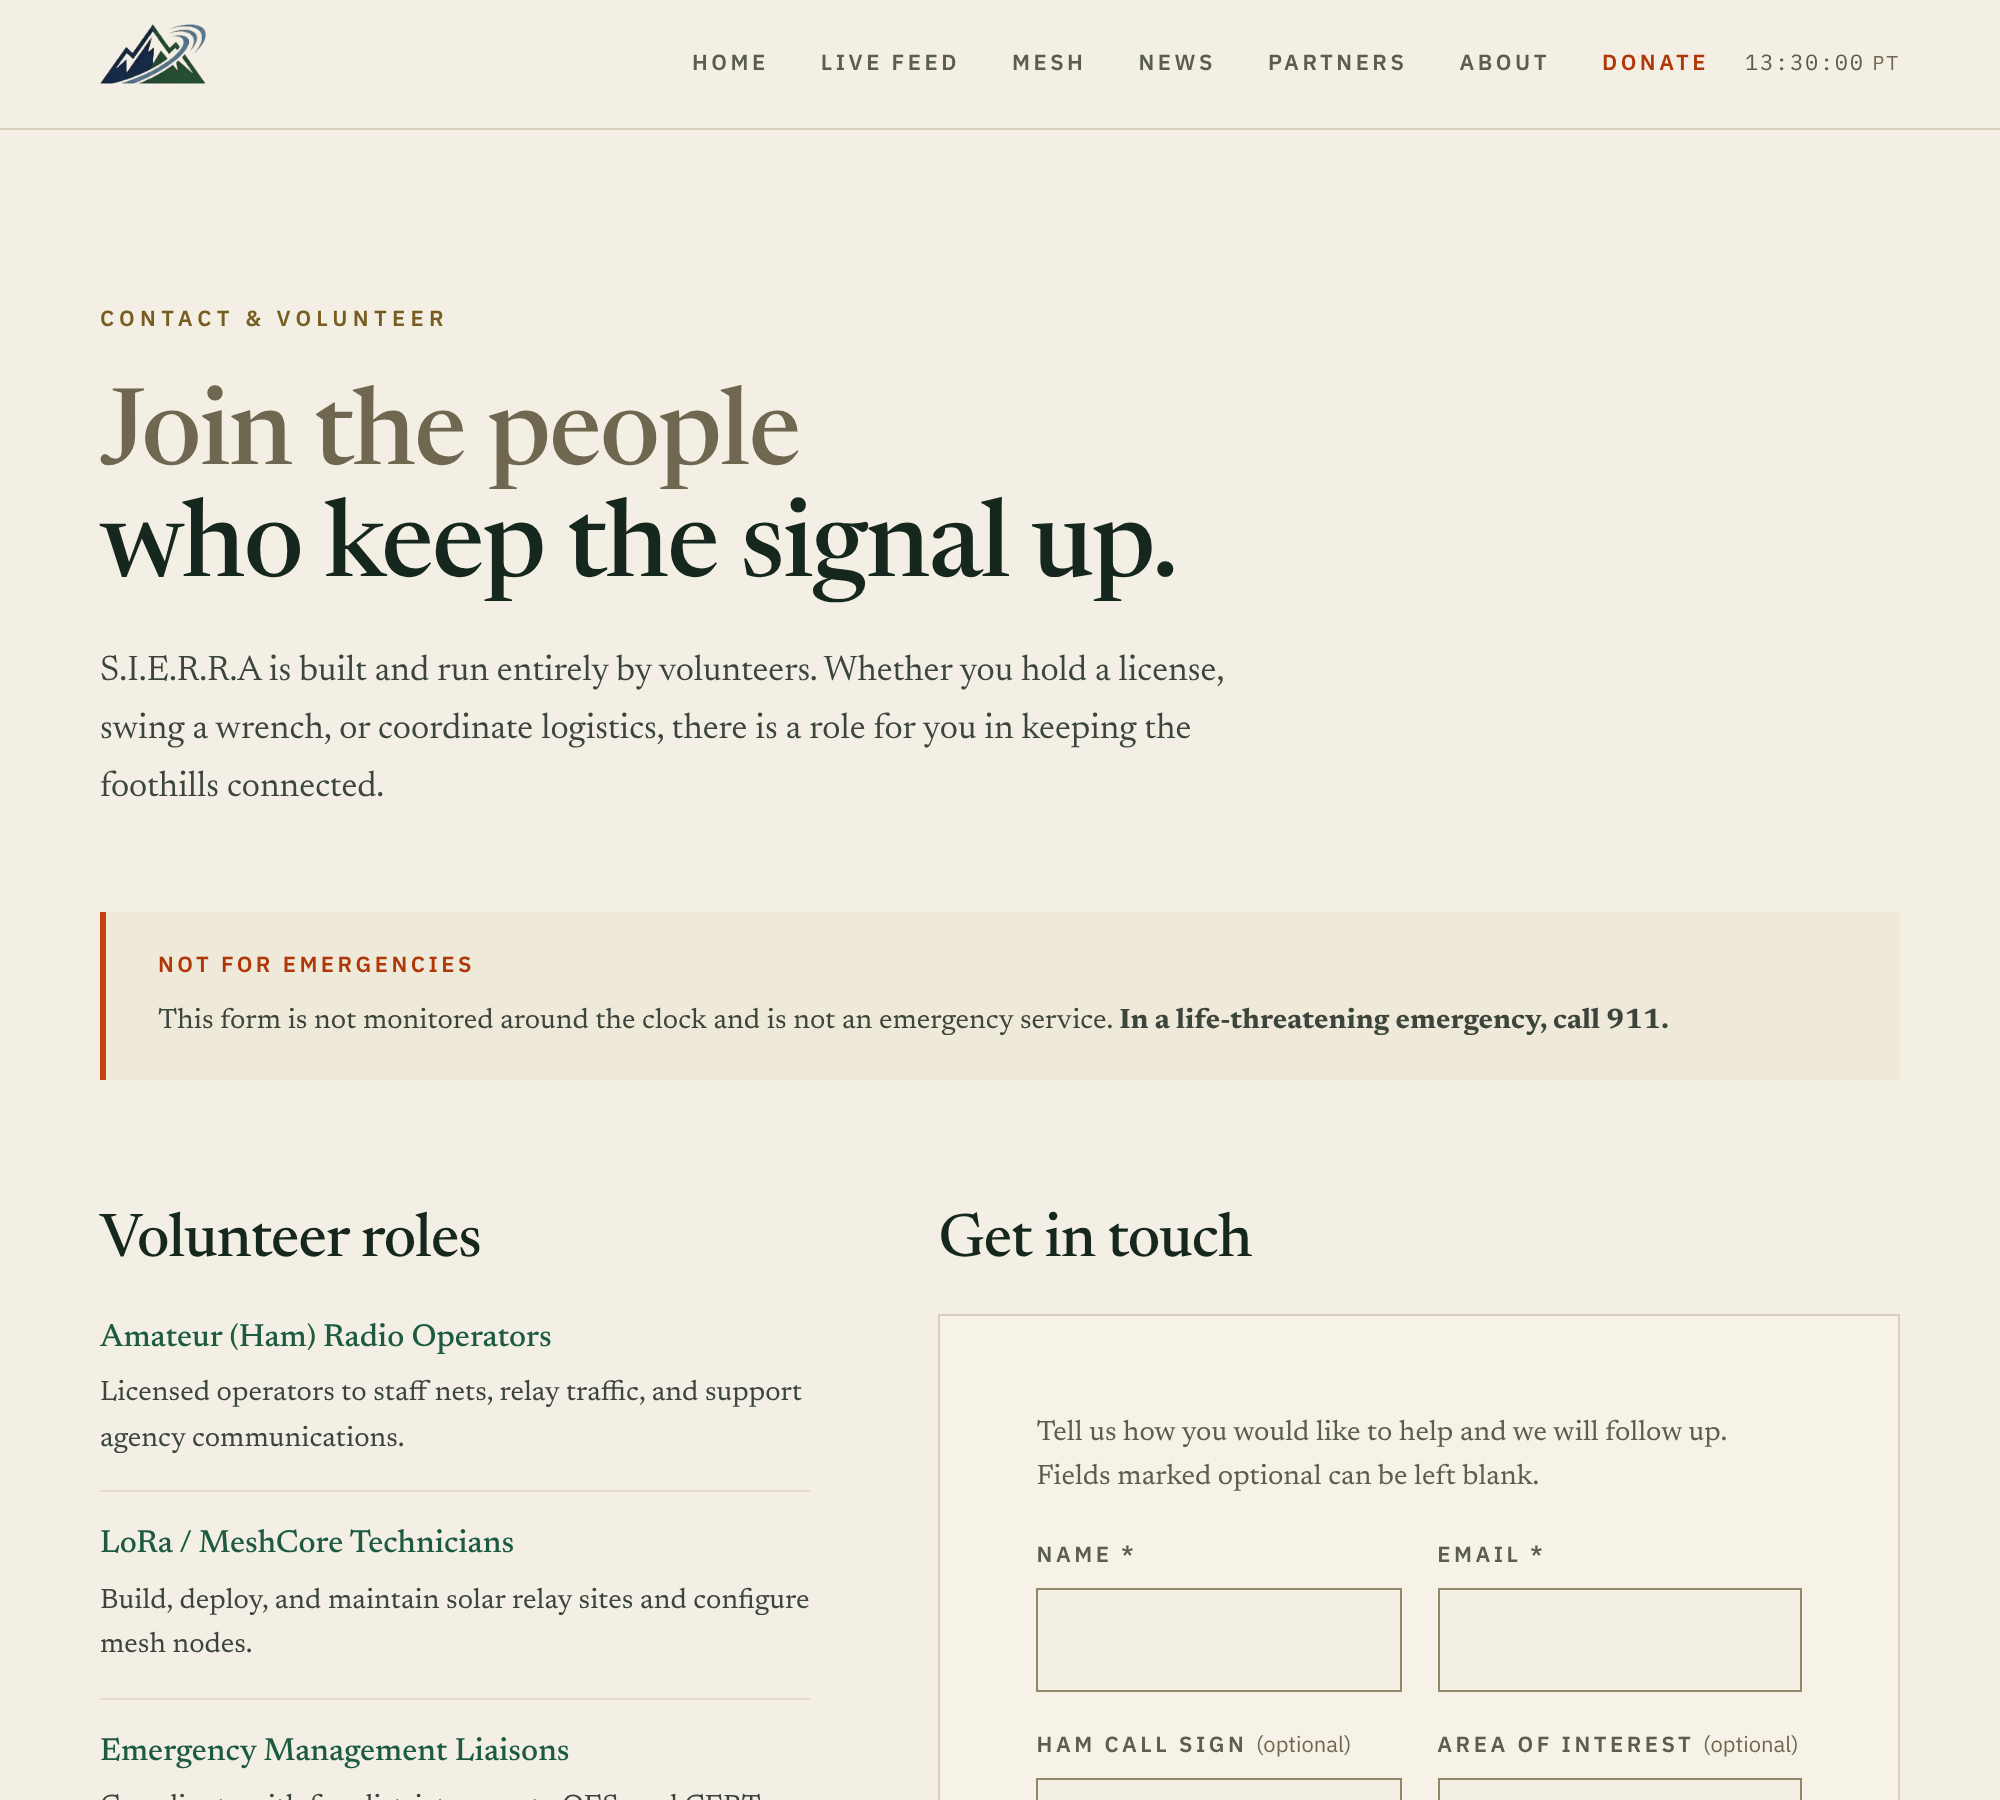 HOME LIVE FEED MESH NEWS PARTNERS ABOUT DONATE 13:30:00 PT
CONTACT & VOLUNTEER
Join the people
who keep the signal up.
S.I.E.R.R.A is built and run entirely by volunteers. Whether you hold a license,
swing a wrench, or coordinate logistics, there is a role for you in keeping the
foothills connected.
NOT FOR EMERGENCIES
This form is not monitored around the clock and is not an emergency service. In a life-threatening emergency, call 911.
Volunteer roles
Amateur (Ham) Radio Operators
Licensed operators to staff nets, relay traffic, and support
agency communications.
LoRa / MeshCore Technicians
Build, deploy, and maintain solar relay sites and configure
mesh nodes.
Emergency Management Liaisons
Get in touch
Tell us how you would like to help and we will follow up.
Fields marked optional can be left blank.
NAME *
EMAIL *
HAM CALL SIGN (optional)
AREA OF INTEREST (optional)